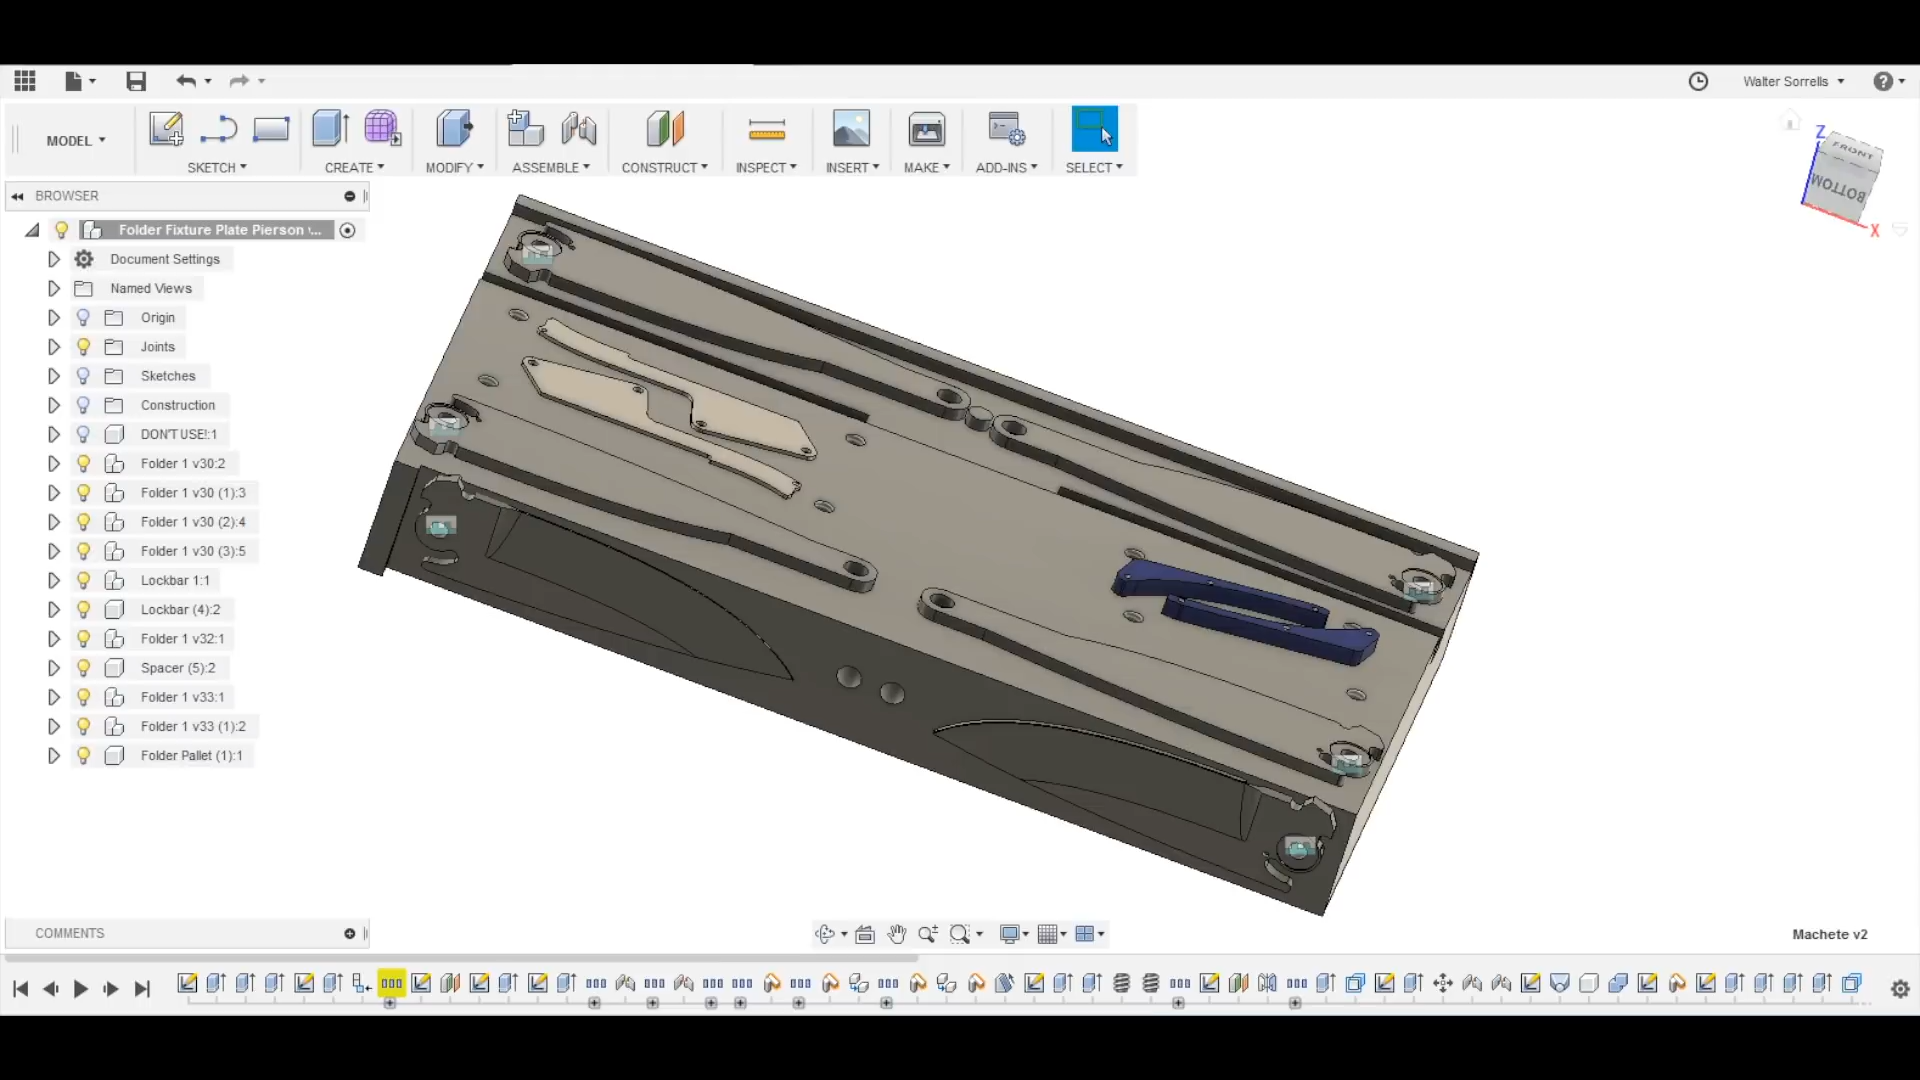 Walter Sorrells
MODEL
SKETCH
CREATE
MODIFY
ASSEMBLE
CONSTRUCT
INSPECT
INSERT
MAKE
ADD-INS
SELECT
Z
FRONT
BOTTOM
X
BROWSER
Folder Fixture Plate Pierson v...
Document Settings
Named Views
Origin
Joints
Sketches
Construction
DON'T USE!:1
Folder 1 v30:2
Folder 1 v30 (1):3
Folder 1 v30 (2):4
Folder 1 v30 (3):5
Lockbar 1:1
Lockbar (4):2
Folder 1 v32:1
Spacer (5):2
Folder 1 v33:1
Folder 1 v33 (1):2
Folder Pallet (1):1
COMMENTS
Machete v2